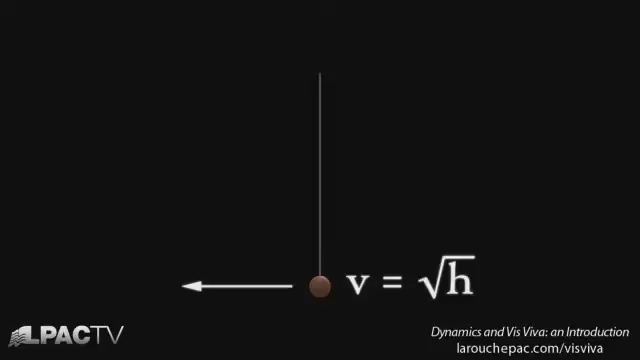 v = √h
LPACTV
Dynamics and Vis Viva: an Introduction
larouchepac.com/visviva